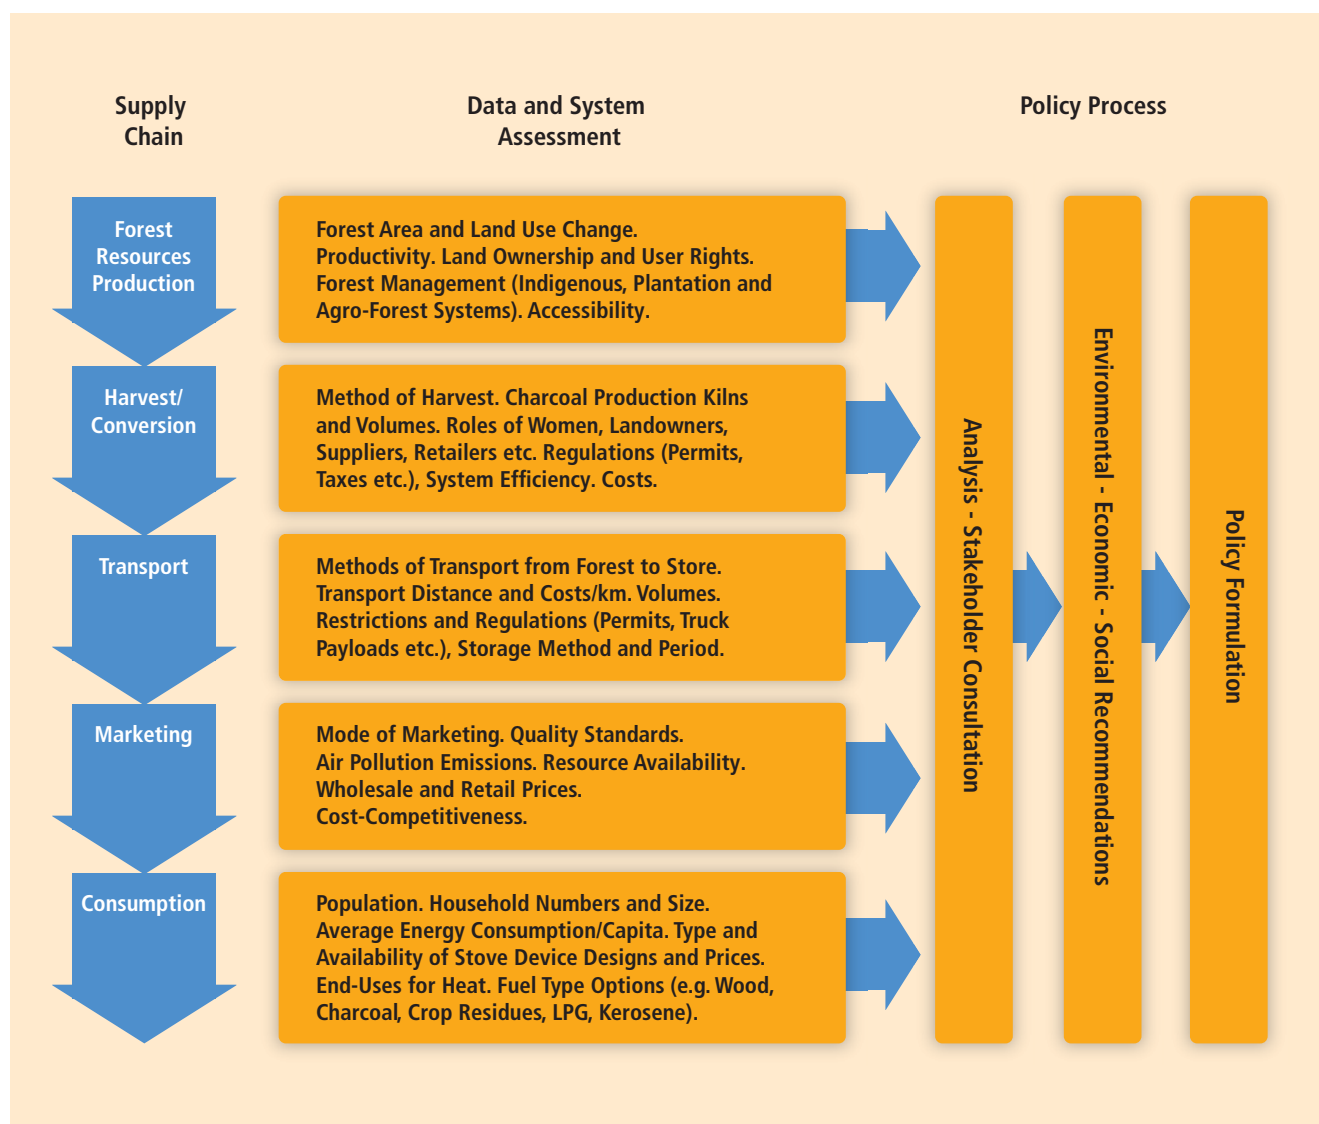 Supply
Chain
Data and System
Assessment
Policy Process
Forest
Resources
Production
Forest Area and Land Use Change.
Productivity. Land Ownership and User Rights.
Forest Management (Indigenous, Plantation and
Agro-Forest Systems). Accessibility.
Harvest/
Conversion
Method of Harvest. Charcoal Production Kilns
and Volumes. Roles of Women, Landowners,
Suppliers, Retailers etc. Regulations (Permits,
Taxes etc.), System Efficiency. Costs.
Transport
Methods of Transport from Forest to Store.
Transport Distance and Costs/km. Volumes.
Restrictions and Regulations (Permits, Truck
Payloads etc.), Storage Method and Period.
Marketing
Mode of Marketing. Quality Standards.
Air Pollution Emissions. Resource Availability.
Wholesale and Retail Prices.
Cost-Competitiveness.
Consumption
Population. Household Numbers and Size.
Average Energy Consumption/Capita. Type and
Availability of Stove Device Designs and Prices.
End-Uses for Heat. Fuel Type Options (e.g. Wood,
Charcoal, Crop Residues, LPG, Kerosene).
Analysis - Stakeholder Consultation
Environmental - Economic - Social Recommendations
Policy Formulation